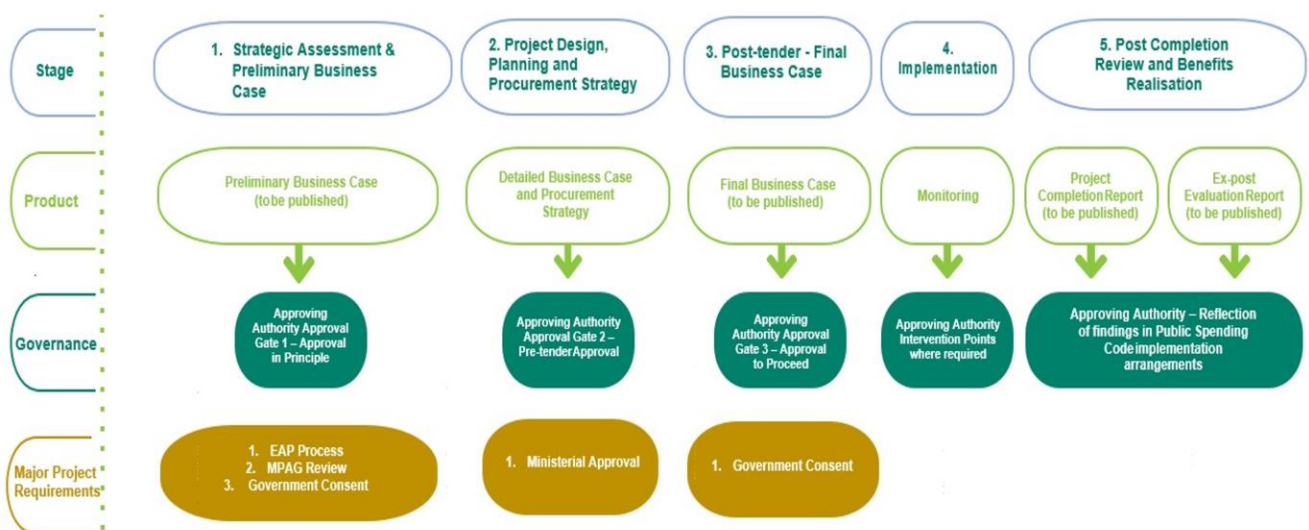 Stage
1. Strategic Assessment &
Preliminary Business
Case
2. Project Design,
Planning and
Procurement Strategy
3. Post-tender - Final
Business Case
4.
Implementation
5. Post Completion
Review and Benefits
Realisation
Product
Preliminary Business Case
(to be published)
Detailed Business Case
and Procurement
Strategy
Final Business Case
(to be published)
Monitoring
Project
Completion Report
(to be published)
Ex-post
Evaluation Report
(to be published)
Governance
Approving
Authority Approval
Gate 1 – Approval
in Principle
Approving Authority
Approval Gate 2 –
Pre-tender Approval
Approving
Authority Approval
Gate 3 – Approval
to Proceed
Approving Authority
Intervention Points
where required
Approving Authority – Reflection
of findings in Public Spending
Code implementation
arrangements
Major Project
Requirements
1. EAP Process
2. MPAG Review
3. Government Consent
1. Ministerial Approval
1. Government Consent